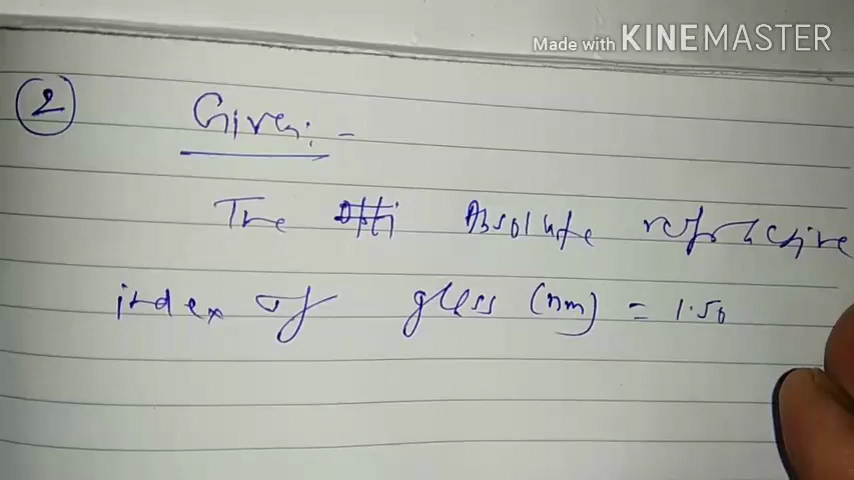 Made with KINEMASTER
2 Given:-
The Absolute refractive
index of glass (nm) = 1.50